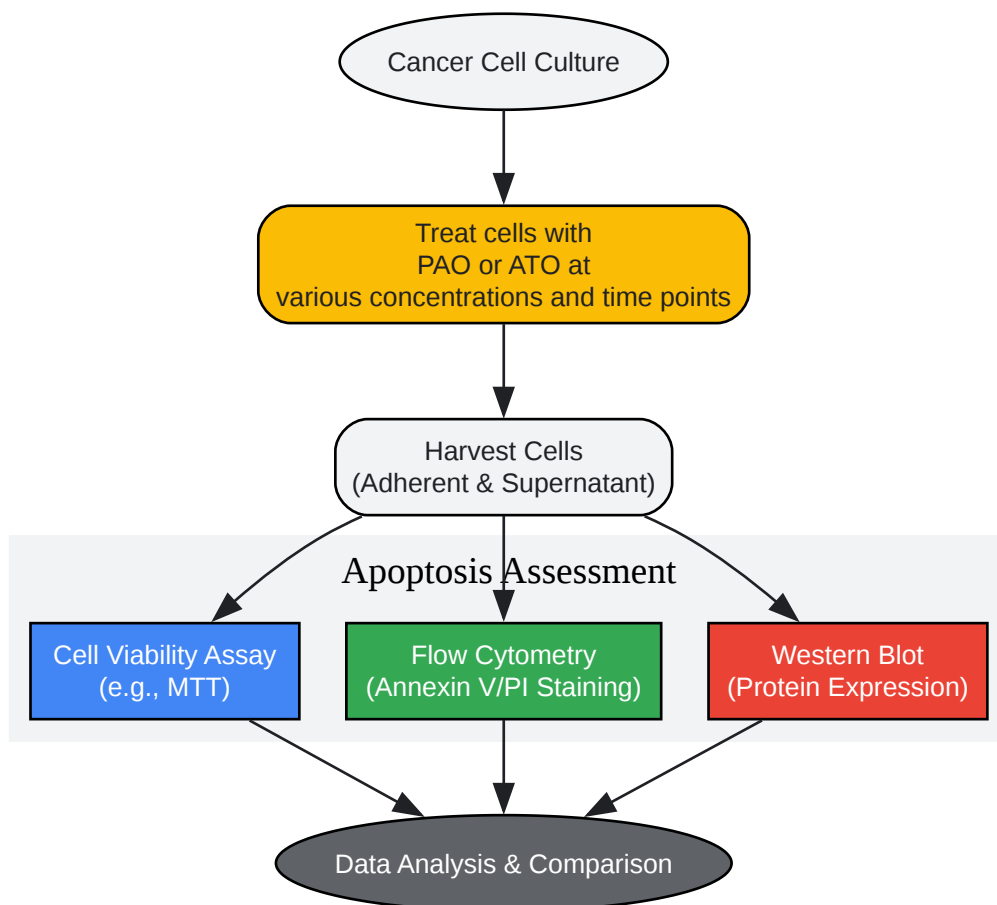 Cancer Cell Culture
Treat cells with
PAO or ATO at
various concentrations and time points
Harvest Cells
(Adherent & Supernatant)
Apoptosis Assessment
Cell Viability Assay
(e.g., MTT)
Flow Cytometry
(Annexin V/PI Staining)
Western Blot
(Protein Expression)
Data Analysis & Comparison